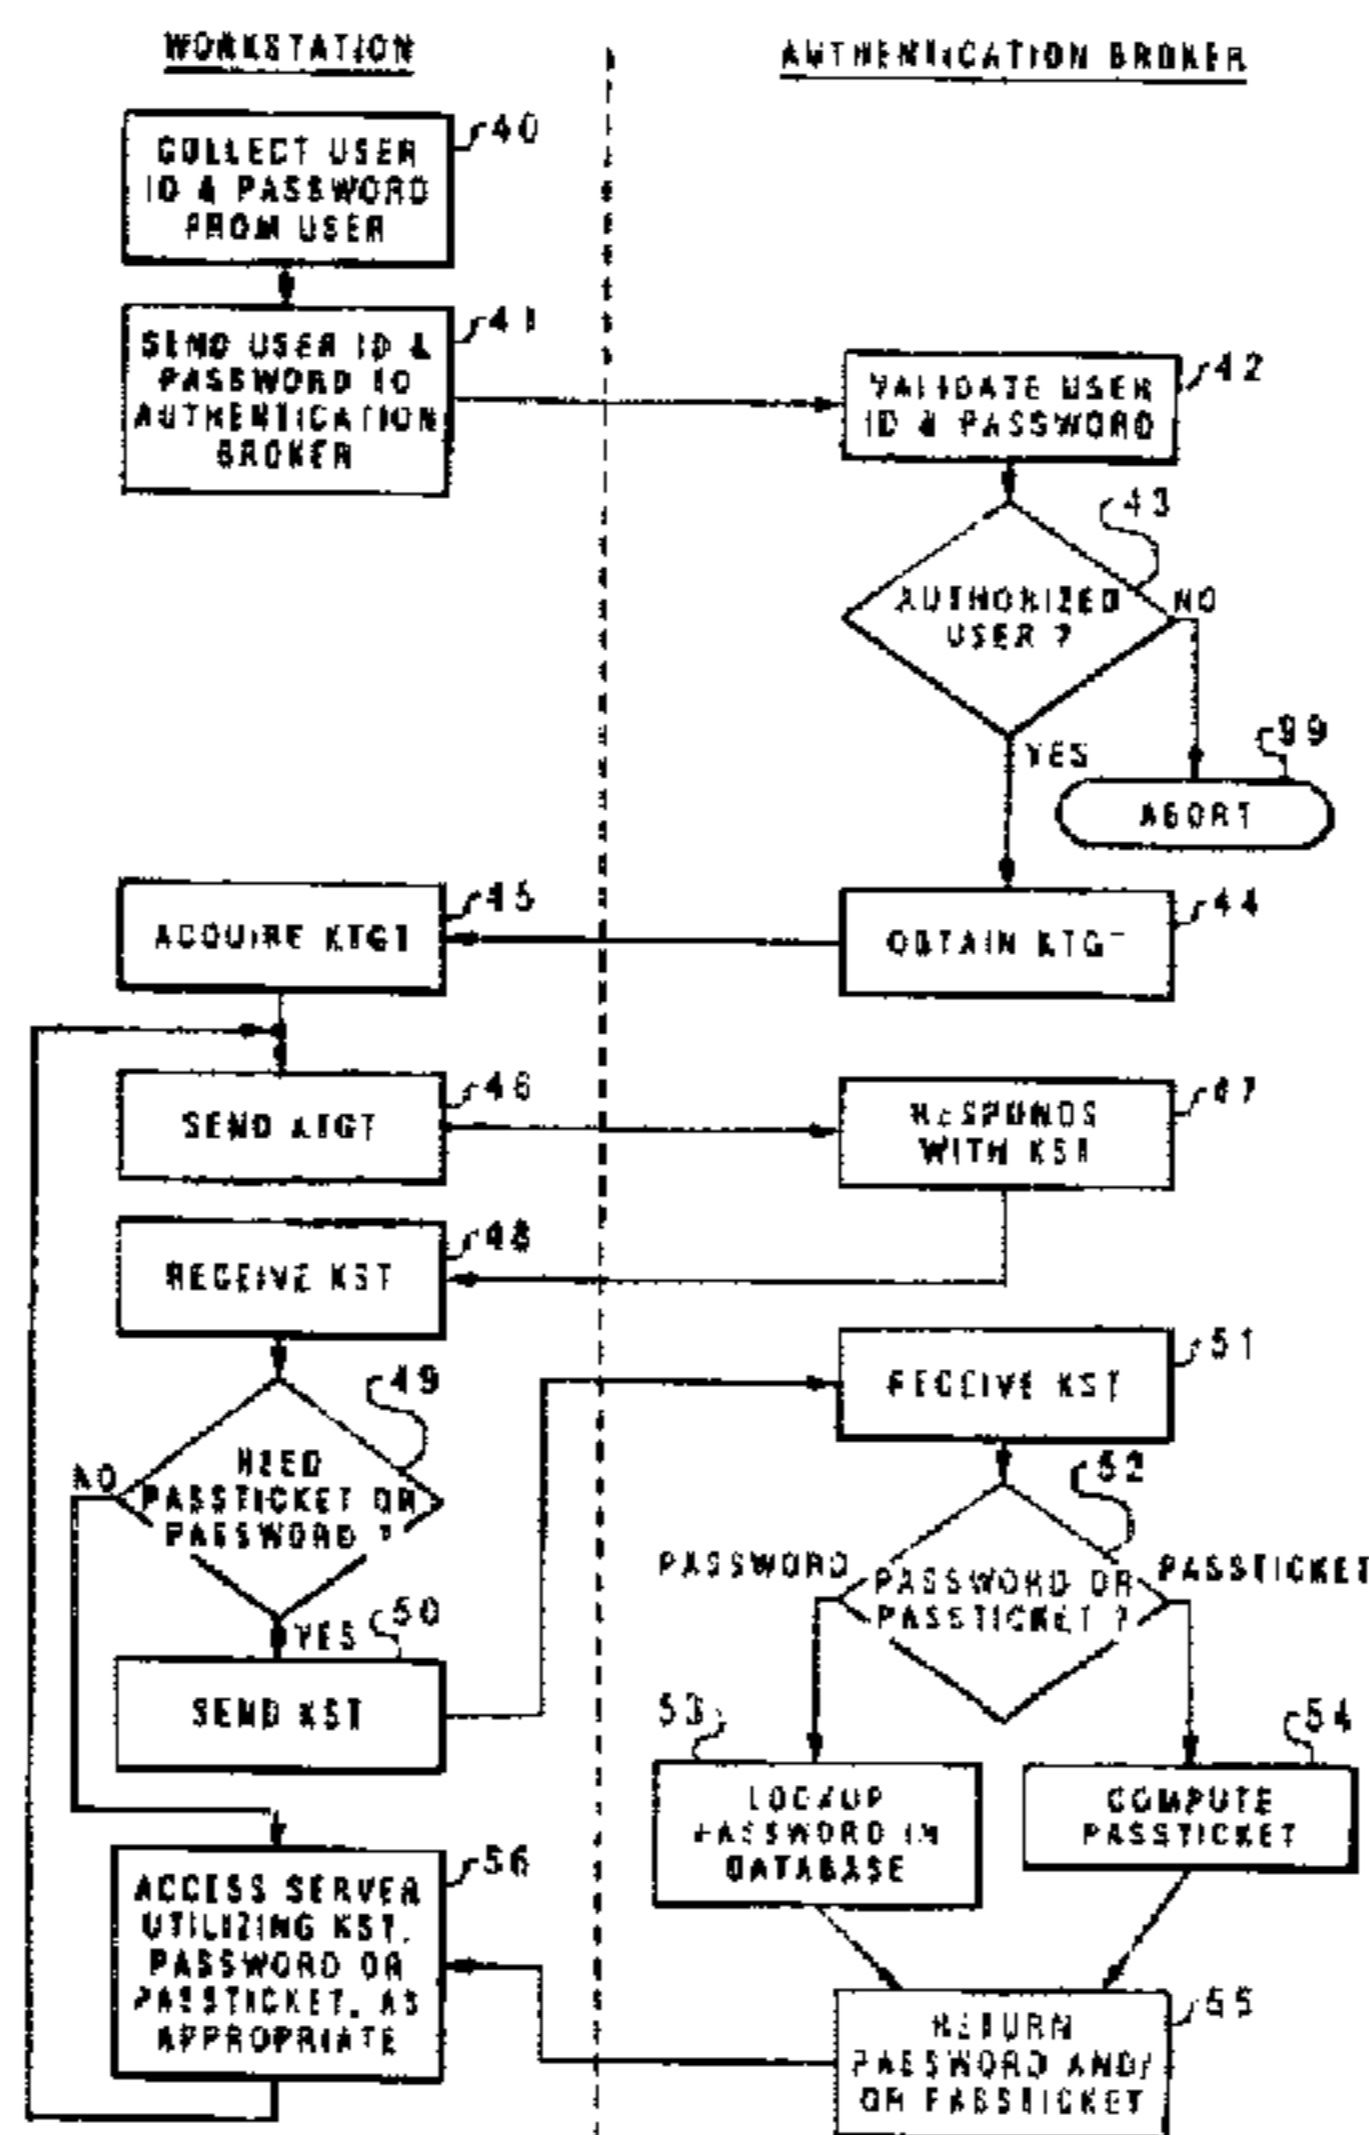 WORKSTATION
AUTHENTICATION BROKER
40
COLLECT USER
ID & PASSWORD
FROM USER
41
SEND USER ID &
PASSWORD TO
AUTHENTICATION
BROKER
42
VALIDATE USER
ID & PASSWORD
43
AUTHORIZED
USER ?
NO
YES
99
ABORT
45
ACQUIRE KTGT
44
OBTAIN KTGT
46
SEND KTGT
47
RESPONDS
WITH KST
48
RECEIVE KST
51
RECEIVE KST
49
NEED
PASSTICKET OR
PASSWORD ?
NO
YES
52
PASSWORD
PASSWORD OR
PASSTICKET ?
PASSTICKET
50
SEND KST
53
LOOKUP
PASSWORD IN
DATABASE
54
COMPUTE
PASSTICKET
56
ACCESS SERVER
UTILIZING KST,
PASSWORD OR
PASSTICKET, AS
APPROPRIATE
55
RETURN
PASSWORD AND/
OR PASSTICKET